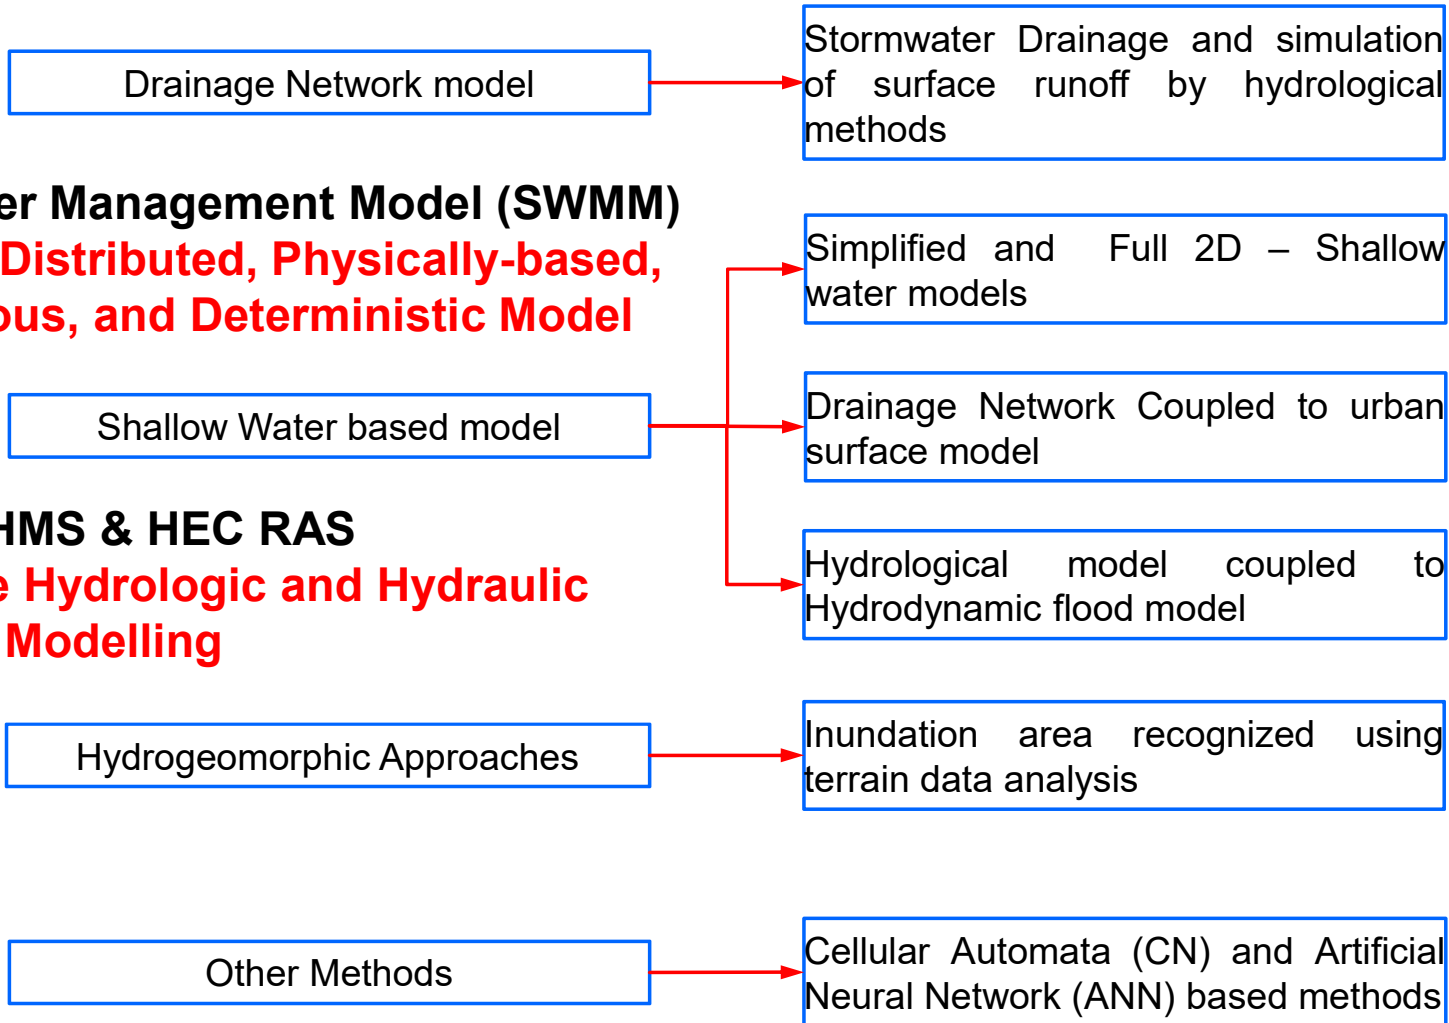 Drainage Network model
Stormwater Drainage and simulation
of surface runoff by hydrological
methods
er Management Model (SWMM)
Distributed, Physically-based,
ous, and Deterministic Model
Simplified and Full 2D – Shallow
water models
Shallow Water based model
Drainage Network Coupled to urban
surface model
HMS & HEC RAS
e Hydrologic and Hydraulic
Modelling
Hydrological model coupled to
Hydrodynamic flood model
Hydrogeomorphic Approaches
Inundation area recognized using
terrain data analysis
Other Methods
Cellular Automata (CN) and Artificial
Neural Network (ANN) based methods